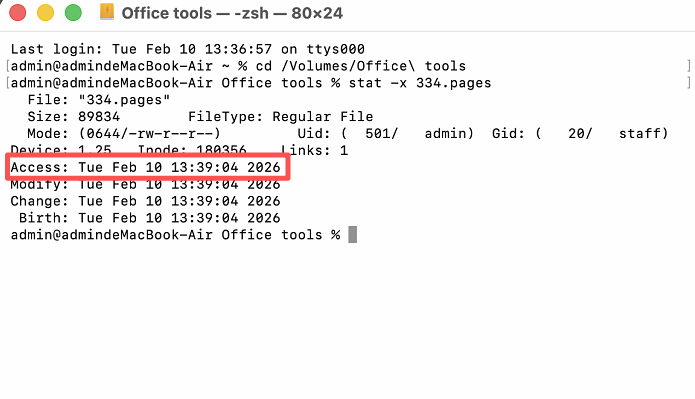 Office tools — -zsh — 80×24
Last login: Tue Feb 10 13:36:57 on ttys000
[admin@admindeMacBook-Air ~ % cd /Volumes/Office\ tools ]
[admin@admindeMacBook-Air Office tools % stat -x 334.pages ]
File: "334.pages"
Size: 89834 FileType: Regular File
Mode: (0644/-rw-r--r--) Uid: ( 501/ admin) Gid: ( 20/ staff)
Device: 1,25 Inode: 180356 Links: 1
Access: Tue Feb 10 13:39:04 2026
Modify: Tue Feb 10 13:39:04 2026
Change: Tue Feb 10 13:39:04 2026
Birth: Tue Feb 10 13:39:04 2026
admin@admindeMacBook-Air Office tools %